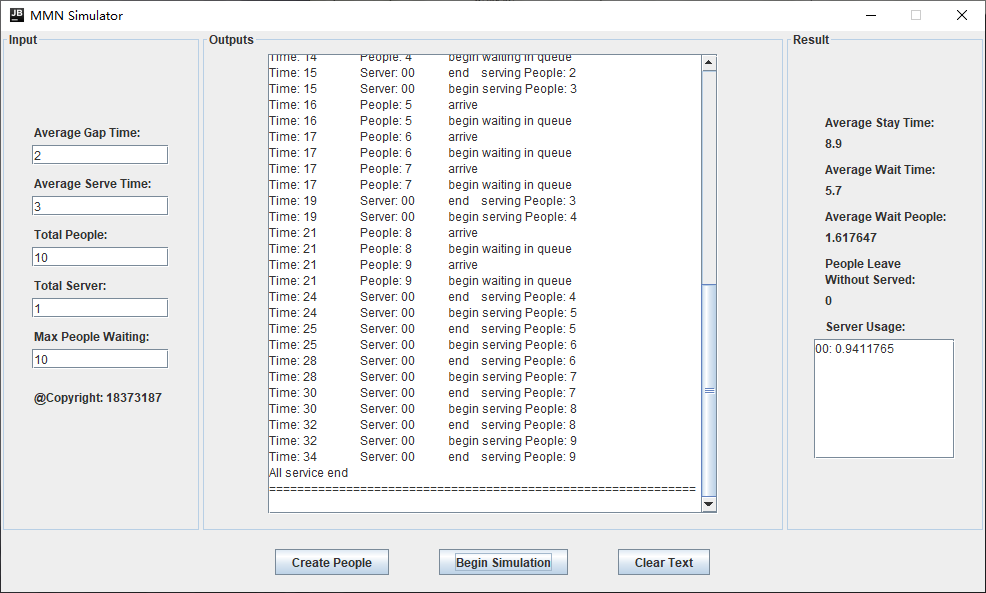 JB MMN Simulator
Input
Average Gap Time:
2
Average Serve Time:
3
Total People:
10
Total Server:
1
Max People Waiting:
10
@Copyright: 18373187
Outputs
Time: 14 People: 4 begin waiting in queue
Time: 15 Server: 00 end serving People: 2
Time: 15 Server: 00 begin serving People: 3
Time: 16 People: 5 arrive
Time: 16 People: 5 begin waiting in queue
Time: 17 People: 6 arrive
Time: 17 People: 6 begin waiting in queue
Time: 17 People: 7 arrive
Time: 17 People: 7 begin waiting in queue
Time: 19 Server: 00 end serving People: 3
Time: 19 Server: 00 begin serving People: 4
Time: 21 People: 8 arrive
Time: 21 People: 8 begin waiting in queue
Time: 21 People: 9 arrive
Time: 21 People: 9 begin waiting in queue
Time: 24 Server: 00 end serving People: 4
Time: 24 Server: 00 begin serving People: 5
Time: 25 Server: 00 end serving People: 5
Time: 25 Server: 00 begin serving People: 6
Time: 28 Server: 00 end serving People: 6
Time: 28 Server: 00 begin serving People: 7
Time: 30 Server: 00 end serving People: 7
Time: 30 Server: 00 begin serving People: 8
Time: 32 Server: 00 end serving People: 8
Time: 32 Server: 00 begin serving People: 9
Time: 34 Server: 00 end serving People: 9
All service end
=============================================================
Result
Average Stay Time:
8.9
Average Wait Time:
5.7
Average Wait People:
1.617647
People Leave
Without Served:
0
Server Usage:
00: 0.9411765
Create People
Begin Simulation
Clear Text